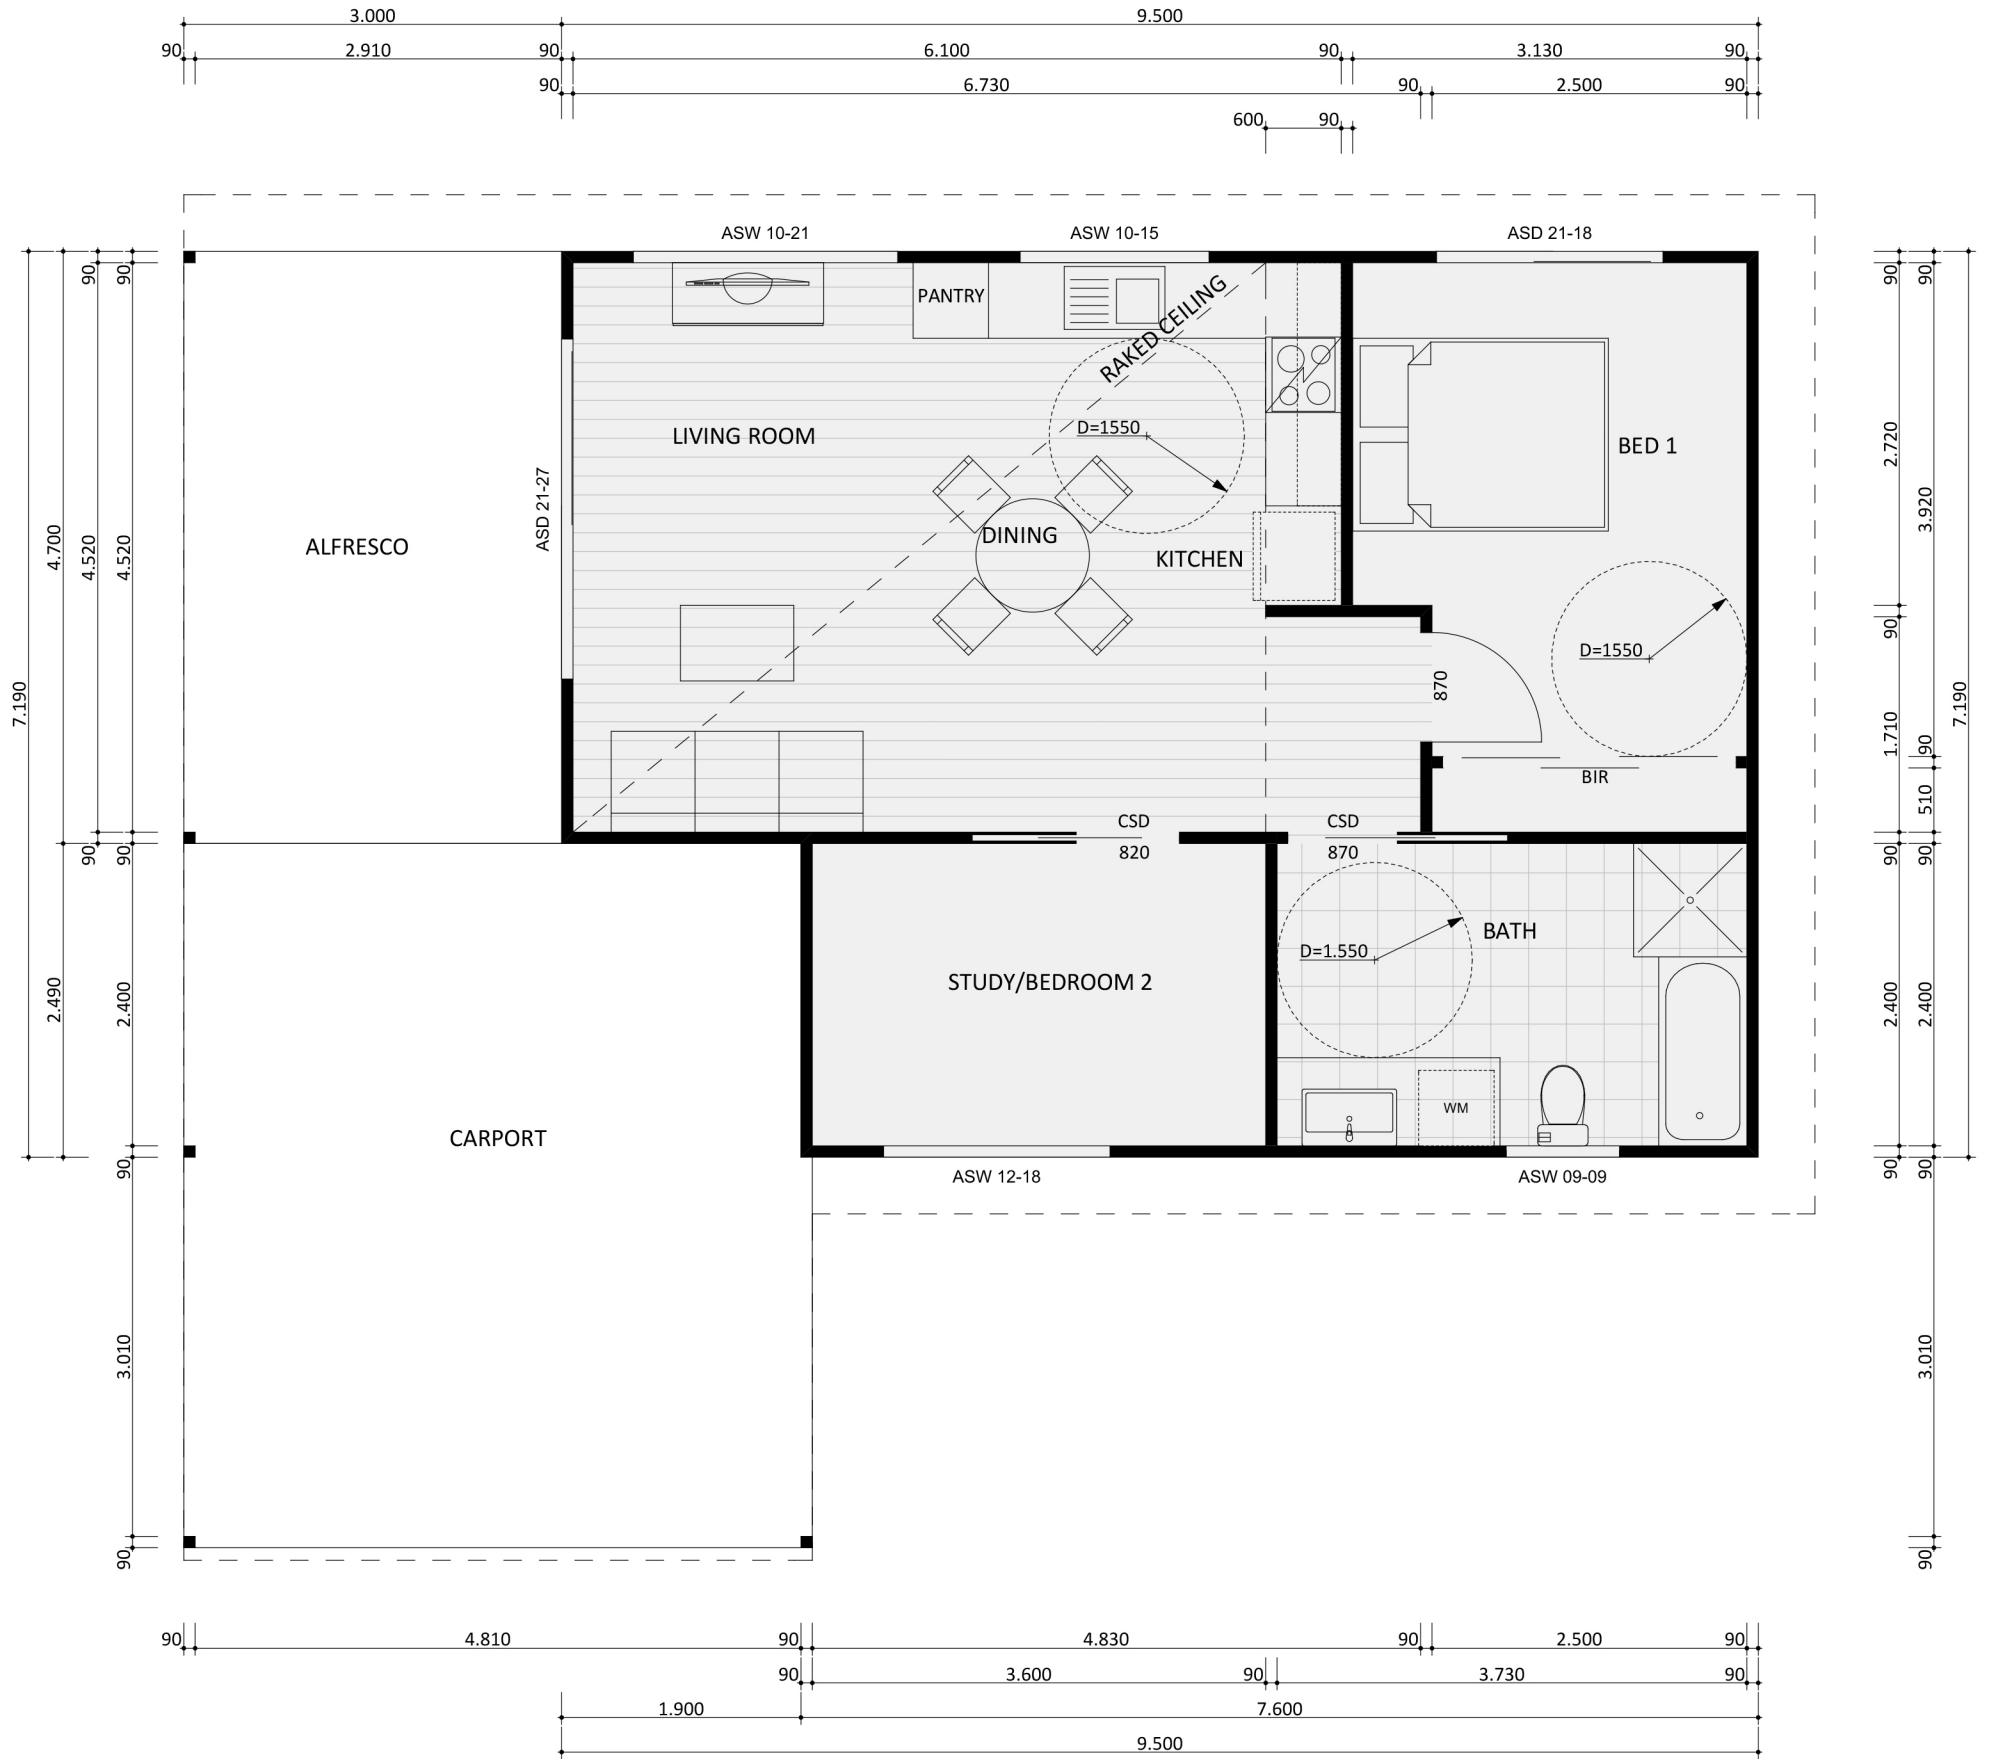 3.000 9.500
90 2.910 90 6.100 90 3.130 90
90 6.730 90 2.500 90
600 90
ASW 10-21 ASW 10-15 ASD 21-18
90 90 90 90
PANTRY
RAKED CEILING
LIVING ROOM
D=1550
BED 1
2.720
3.920
ASD 21-27
DINING
ALFRESCO
KITCHEN
4.700
4.520
4.520
90
D=1550
870
7.190
7.190
1.710
90
BIR
510
CSD CSD
820 870
90 90 90 90
BATH
D=1.550
STUDY/BEDROOM 2
2.490
2.400
2.400
2.400
WM
CARPORT
90 90 90
ASW 12-18 ASW 09-09
3.010
3.010
90 90
90 4.810 90 4.830 90 2.500 90
90 3.600 90 3.730 90
1.900 7.600
9.500